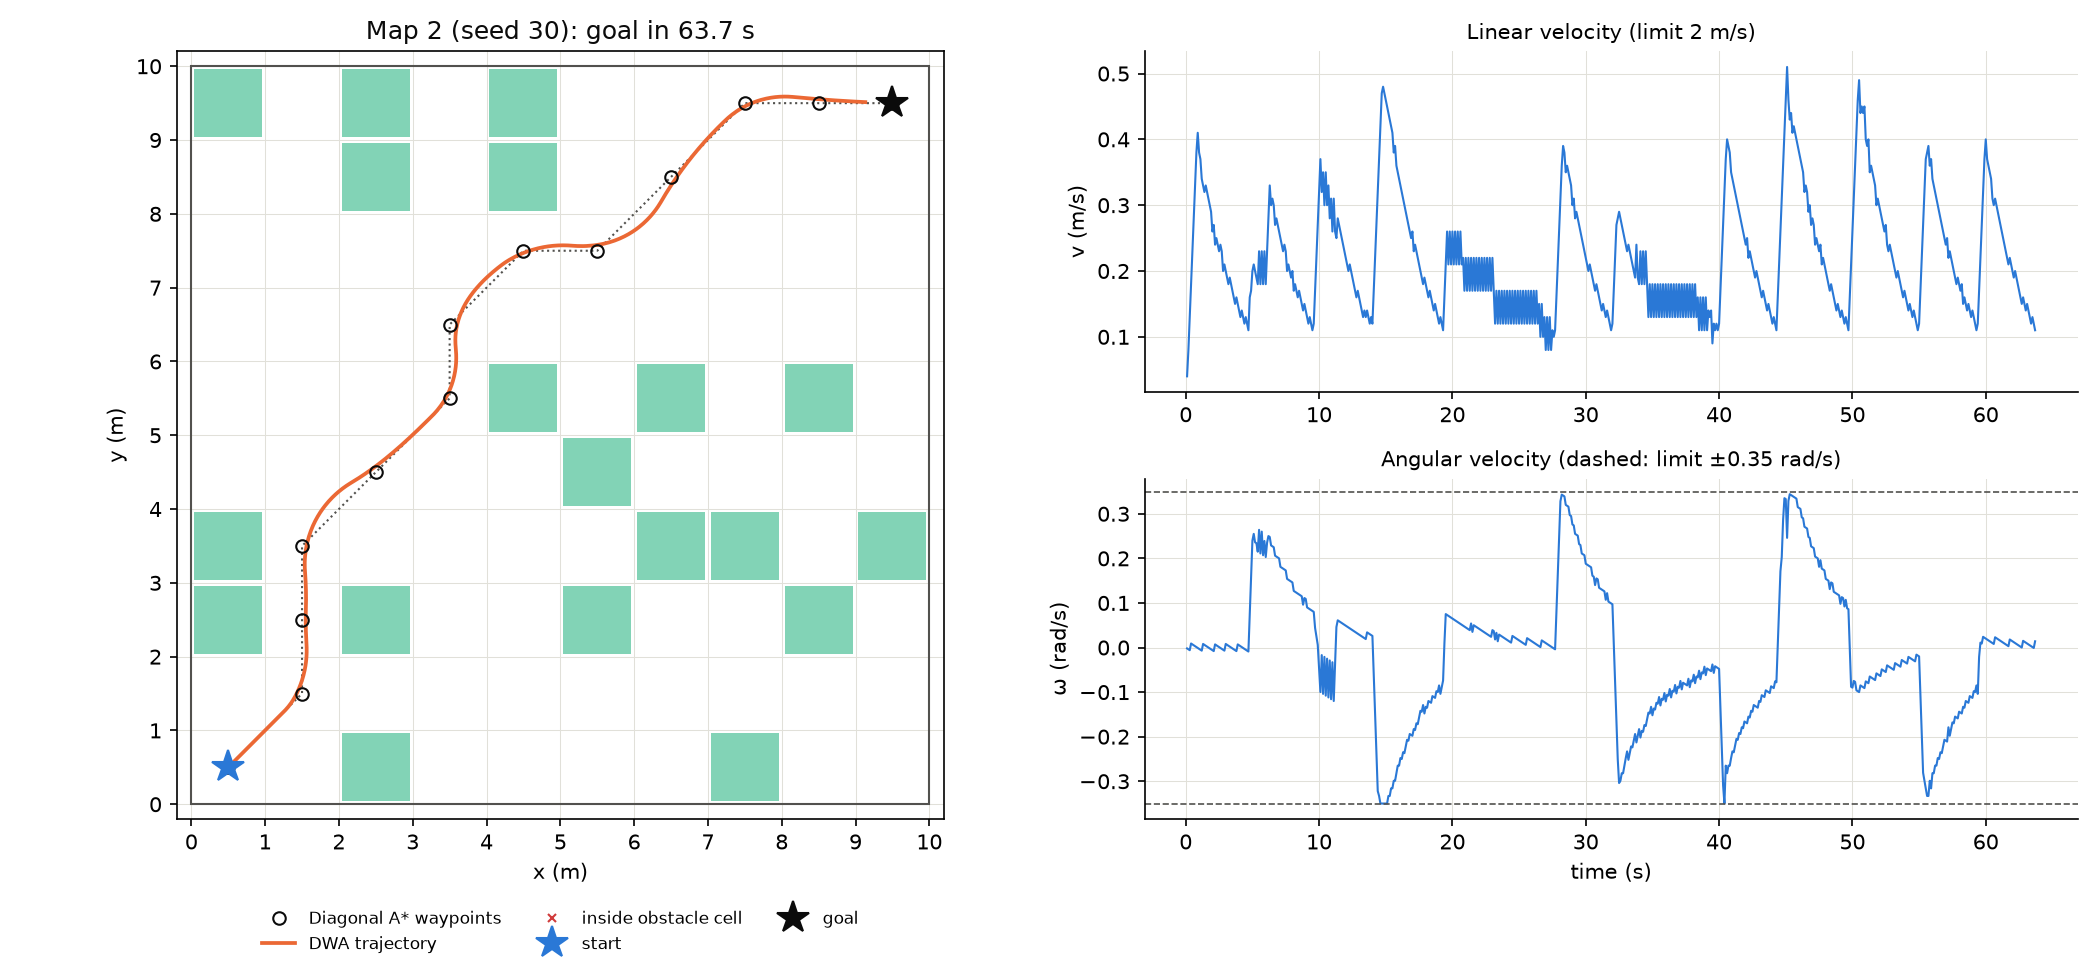 Map 2 (seed 30): goal in 63.7 s
10
9
8
7
6
5
4
3
2
1
0
y (m)
0 1 2 3 4 5 6 7 8 9 10
x (m)
Diagonal A* waypoints
DWA trajectory
inside obstacle cell
start
goal
Linear velocity (limit 2 m/s)
0.5
0.4
0.3
0.2
0.1
v (m/s)
0 10 20 30 40 50 60
Angular velocity (dashed: limit ±0.35 rad/s)
0.3
0.2
0.1
0.0
−0.1
−0.2
−0.3
ω (rad/s)
0 10 20 30 40 50 60
time (s)